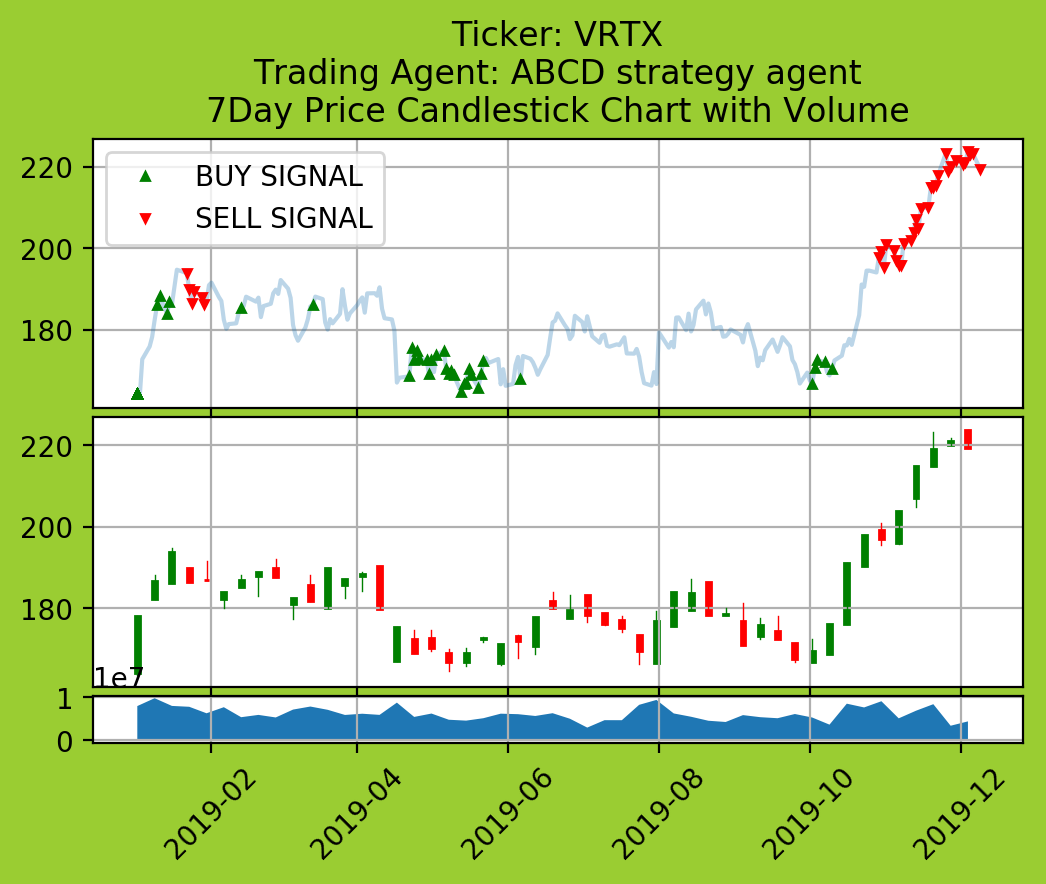 Ticker: VRTX
Trading Agent: ABCD strategy agent
7Day Price Candlestick Chart with Volume
BUY SIGNAL
SELL SIGNAL
220
200
180
220
200
180
1e7
1
0
2019-02
2019-04
2019-06
2019-08
2019-10
2019-12